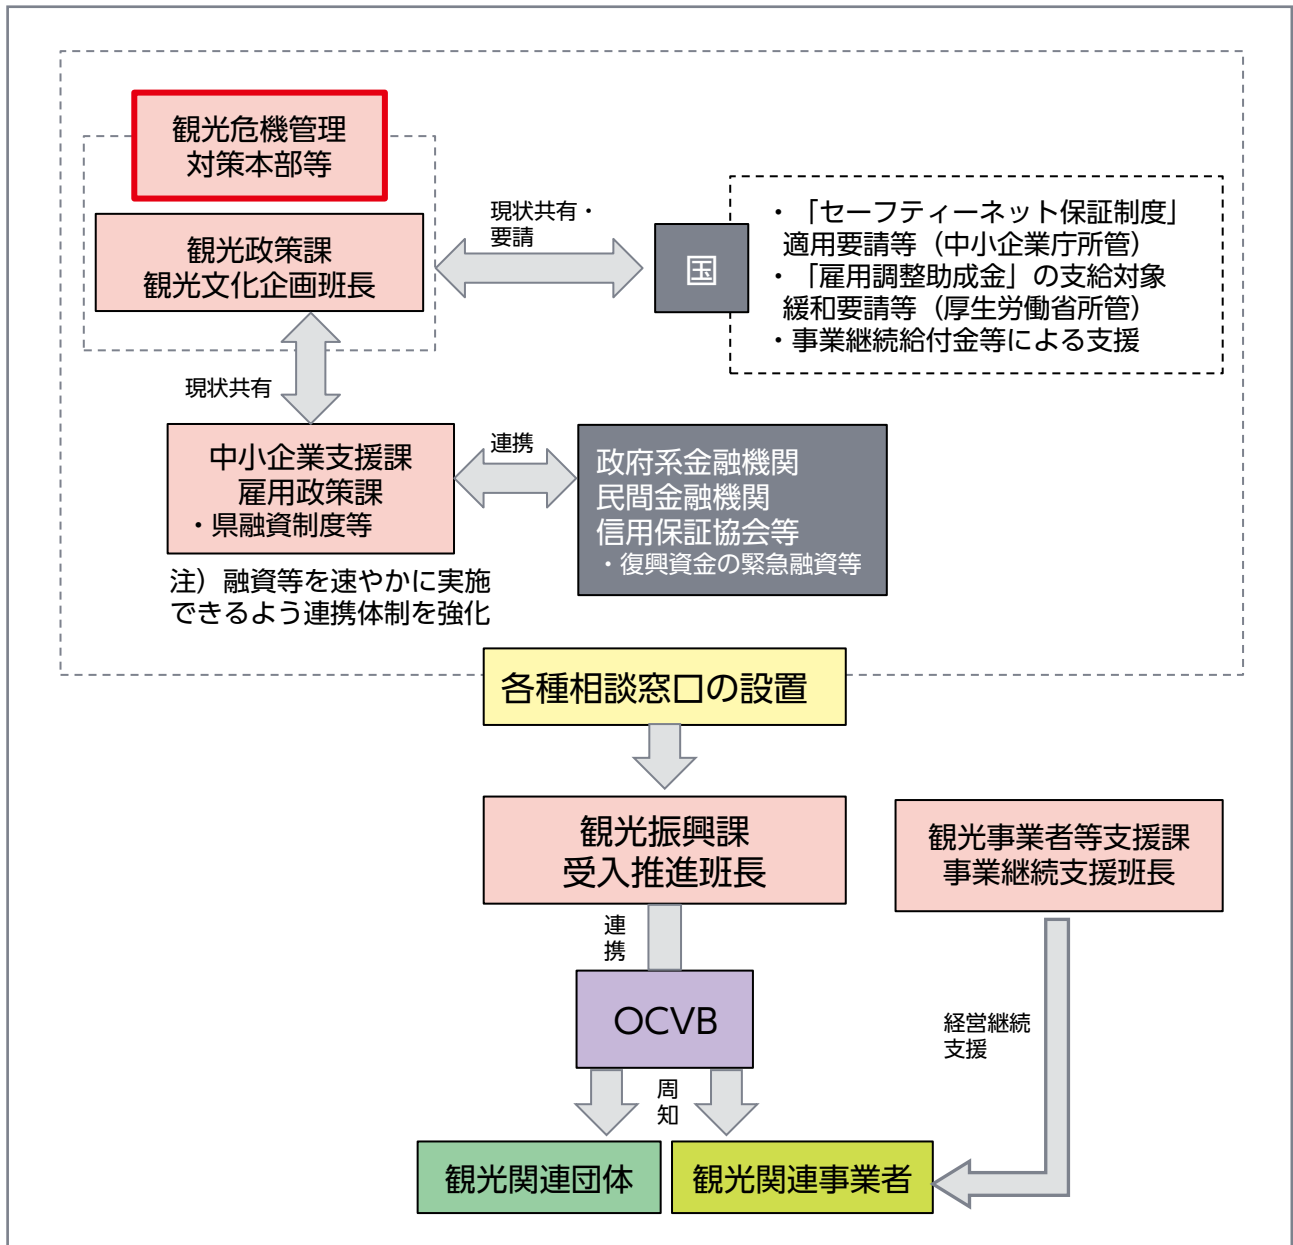 観光危機管理
対策本部等
観光政策課
観光文化企画班長
現状共有・
要請
国
・「セーフティーネット保証制度」
適用要請等（中小企業庁所管）
・「雇用調整助成金」の支給対象
緩和要請等（厚生労働省所管）
・事業継続給付金等による支援
現状共有
中小企業支援課
雇用政策課
・県融資制度等
連携
政府系金融機関
民間金融機関
信用保証協会等
・復興資金の緊急融資等
注）融資等を速やかに実施
できるよう連携体制を強化
各種相談窓口の設置
観光振興課
受入推進班長
観光事業者等支援課
事業継続支援班長
連
携
OCVB
経営継続
支援
周
知
観光関連団体
観光関連事業者